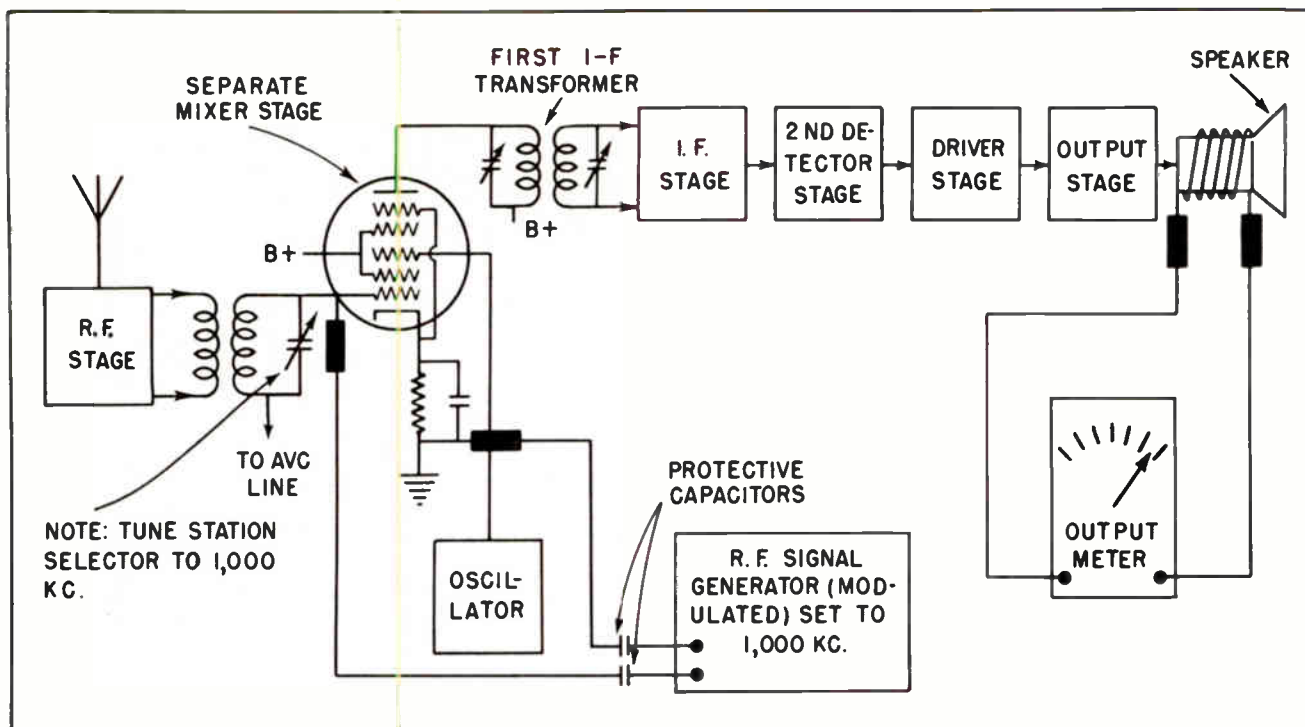 SEPARATE
MIXER STAGE
FIRST I-F
TRANSFORMER
SPEAKER
I.F.
STAGE
2 ND DE-
TECTOR
STAGE
DRIVER
STAGE
OUTPUT
STAGE
B+
B+
R.F.
STAGE
TO AVC
LINE
NOTE: TUNE STATION
SELECTOR TO 1,000
KC.
OSCIL-
LATOR
PROTECTIVE
CAPACITORS
R.F. SIGNAL
GENERATOR (MOD-
ULATED) SET TO
1,000 KC.
OUTPUT
METER